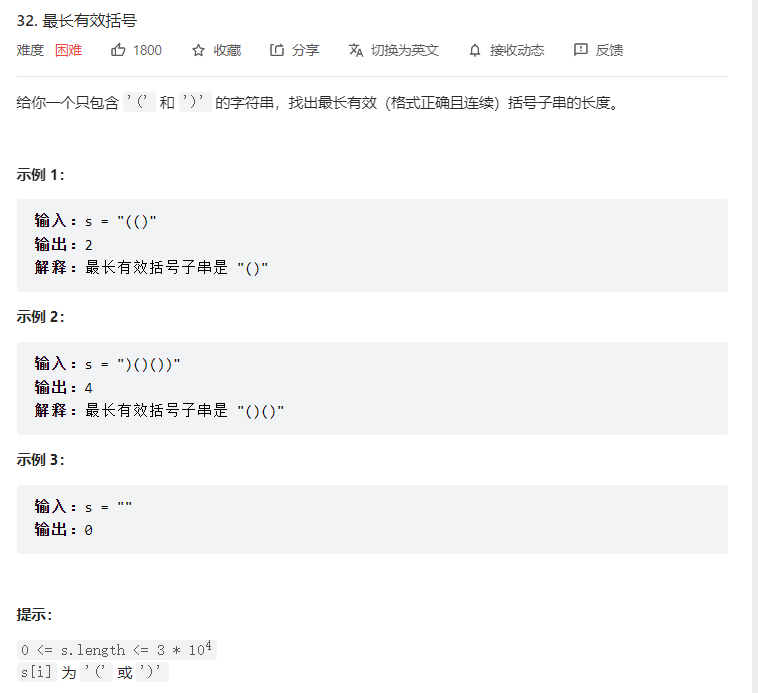 32. 最长有效括号
难度 困难 1800 收藏 分享 切换为英文 接收动态 反馈
给你一个只包含 '(' 和 ')' 的字符串，找出最长有效（格式正确且连续）括号子串的长度。
示例 1：
输入：s = "(()"
输出：2
解释：最长有效括号子串是 "()"
示例 2：
输入：s = ")()())"
输出：4
解释：最长有效括号子串是 "()()"
示例 3：
输入：s = ""
输出：0
提示：
0 <= s.length <= 3 * 10⁴
s[i] 为 '(' 或 ')'